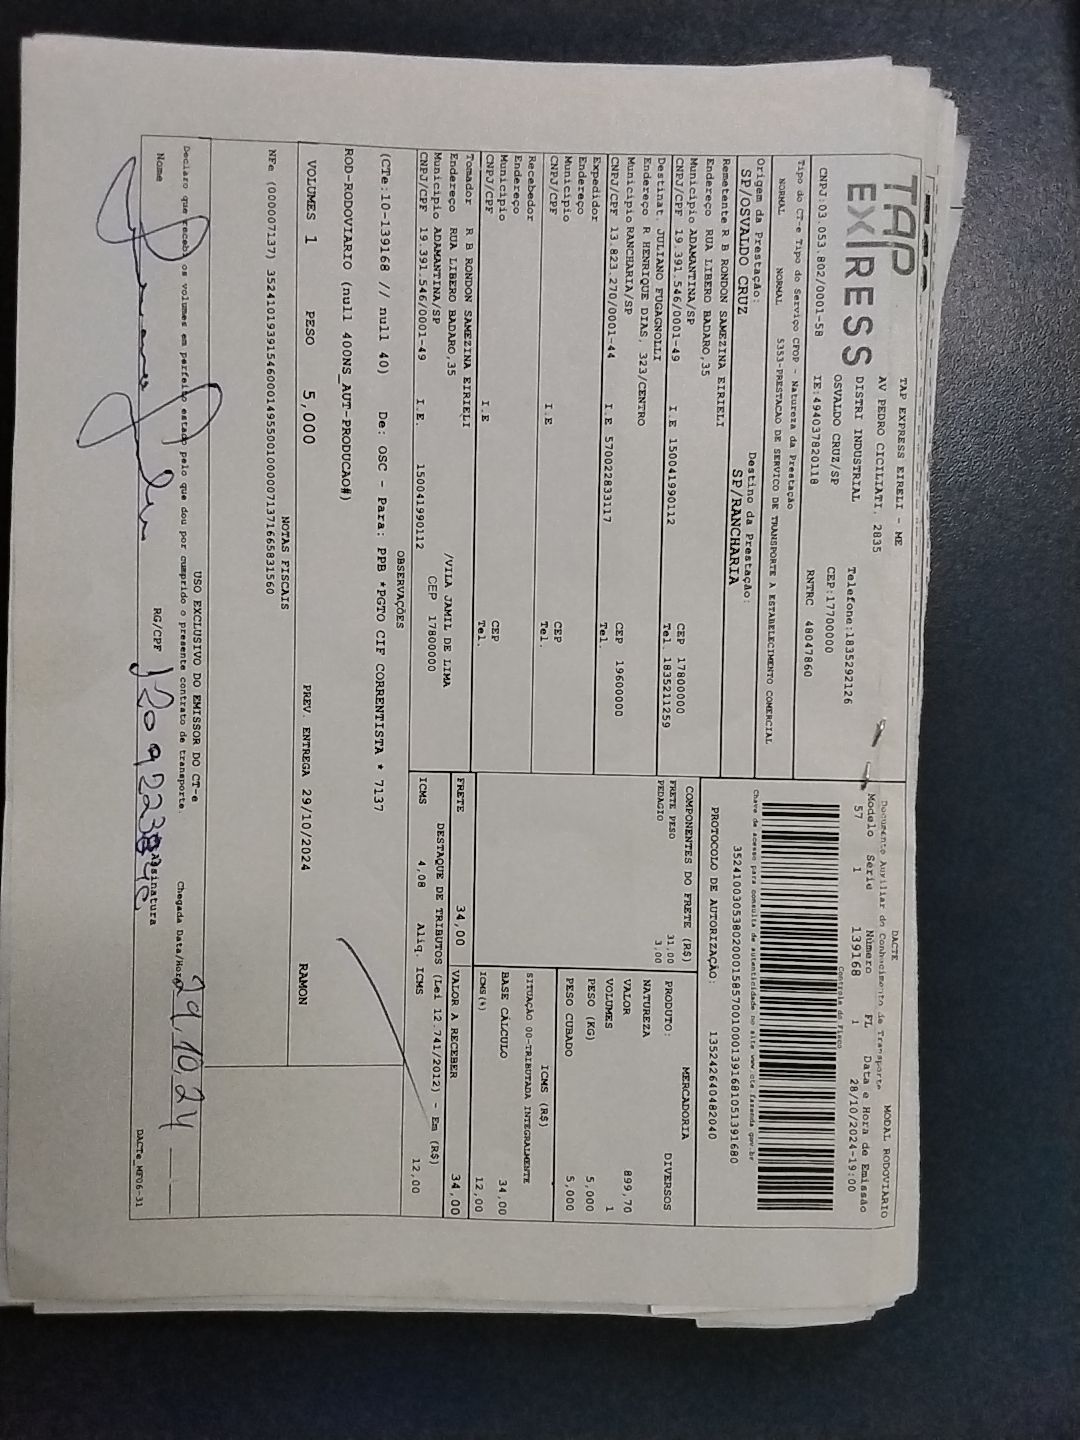 TAP
EXPRESS
TAP EXPRESS EIRELI - ME
AV PEDRO CICILIATI, 2835
DISTRI INDUSTRIAL
OSVALDO CRUZ/SP
Telefone:1835292126
CEP:17700000
CNPJ:03.053.802/0001-58 IE:494037820118 RNTRC 48047860
Tipo do CT-e Tipo do Serviço CFOP - Natureza da Prestação
NORMAL NORMAL 5353-PRESTACAO DE SERVICO DE TRANSPORTE A ESTABELECIMENTO COMERCIAL
Origem da Prestação: Destino da Prestação:
SP/OSVALDO CRUZ SP/RANCHARIA
DACTE MODAL RODOVIARIO
Documento Auxiliar do Conhecimento de Transporte
Modelo Série Número FL Data e Hora de Emissão
57 1 139168 1 28/10/2024-19:00
Controle do Fisco
Chave de acesso para consulta de autenticidade no site www.cte.fazenda.gov.br
35241003053802000158570010001391681051391680
PROTOCOLO DE AUTORIZAÇÃO: 135242640482040
Remetente R B RONDON SAMEZINA EIRIELI
Endereço RUA LIBERO BADARO,35
Município ADAMANTINA/SP CEP 17800000
CNPJ/CPF 19.391.546/0001-49 I.E 150041990112 Tel. 1835211259
Destinat. JULIANO FUGAGNOLLI
Endereço R HENRIQUE DIAS, 323/CENTRO
Município RANCHARIA/SP CEP 19600000
CNPJ/CPF 13.823.270/0001-44 I.E 570022833117 Tel.
Expedidor
Endereço
Município CEP
CNPJ/CPF I.E Tel.
Recebedor
Endereço
Município CEP
CNPJ/CPF I.E Tel.
Tomador R B RONDON SAMEZINA EIRIELI
Endereço RUA LIBERO BADARO,35 /VILA JAMIL DE LIMA
Município ADAMANTINA/SP CEP 17800000
CNPJ/CPF 19.391.546/0001-49 I.E. 150041990112
COMPONENTES DO FRETE (R$)
FRETE PESO 31,00
PEDAGIO 3,00
MERCADORIA
PRODUTO: DIVERSOS
NATUREZA
VALOR 899,70
VOLUMES 1
PESO (KG) 5,000
PESO CUBADO 5,000
ICMS (R$)
SITUAÇÃO 00-TRIBUTADA INTEGRALMENTE
BASE CÁLCULO 34,00
ICMS(%) 12,00
FRETE 34,00 VALOR A RECEBER 34,00
DESTAQUE DE TRIBUTOS (Lei 12.741/2012) - Em (R$)
ICMS 4,08 Aliq. ICMS 12,00
OBSERVAÇÕES
(CTe:10-139168 // null 40) De: OSC - Para: PPB *PGTO CIF CORRENTISTA * 7137
ROD-RODOVIARIO (null 400NS_AUT-PRODUCAO#)
VOLUMES 1 PESO 5,000 PREV. ENTREGA 29/10/2024 RAMON
NOTAS FISCAIS
NFe (000007137) 35241019391546000149550010000071371665831560
USO EXCLUSIVO DO EMISSOR DO CT-e
Declaro que recebi os volumes em perfeito estado pelo que dou por cumprido o presente contrato de transporte. Chegada Data/Hora 29,10,24
Nome RG/CPF Assinatura
DACTe_MF06-31